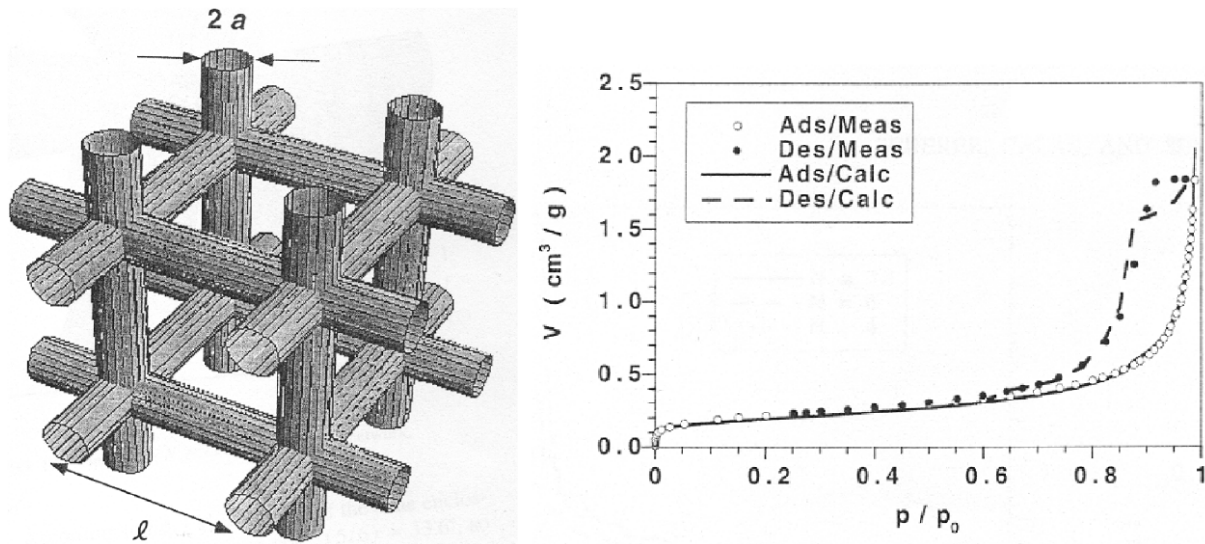 2 a
ℓ
2.5
2.0
1.5
1.0
0.5
0.0
V ( cm³ / g )
Ads/Meas
Des/Meas
Ads/Calc
Des/Calc
0 0.2 0.4 0.6 0.8 1
p / p₀